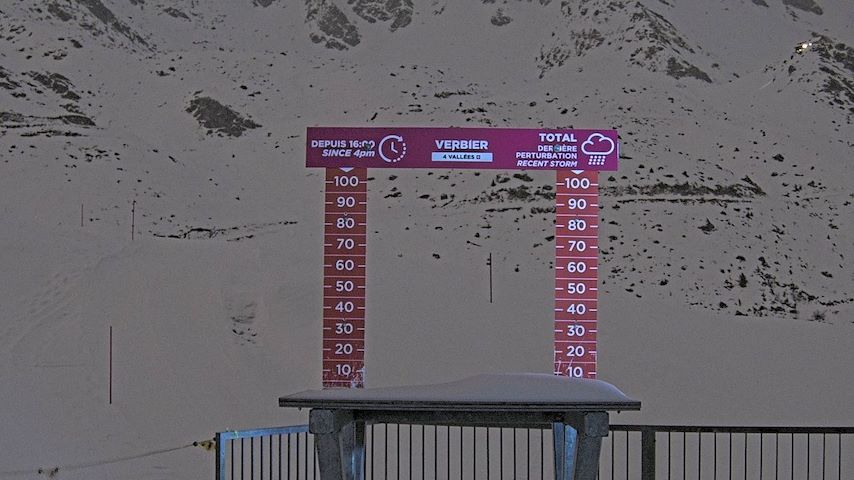 DEPUIS 16:00
SINCE 4pm
VERBIER
4 VALLÉES
TOTAL
DERNIÈRE
PERTURBATION
RECENT STORM
100
90
80
70
60
50
40
30
20
10
100
90
80
70
60
50
40
30
20
10